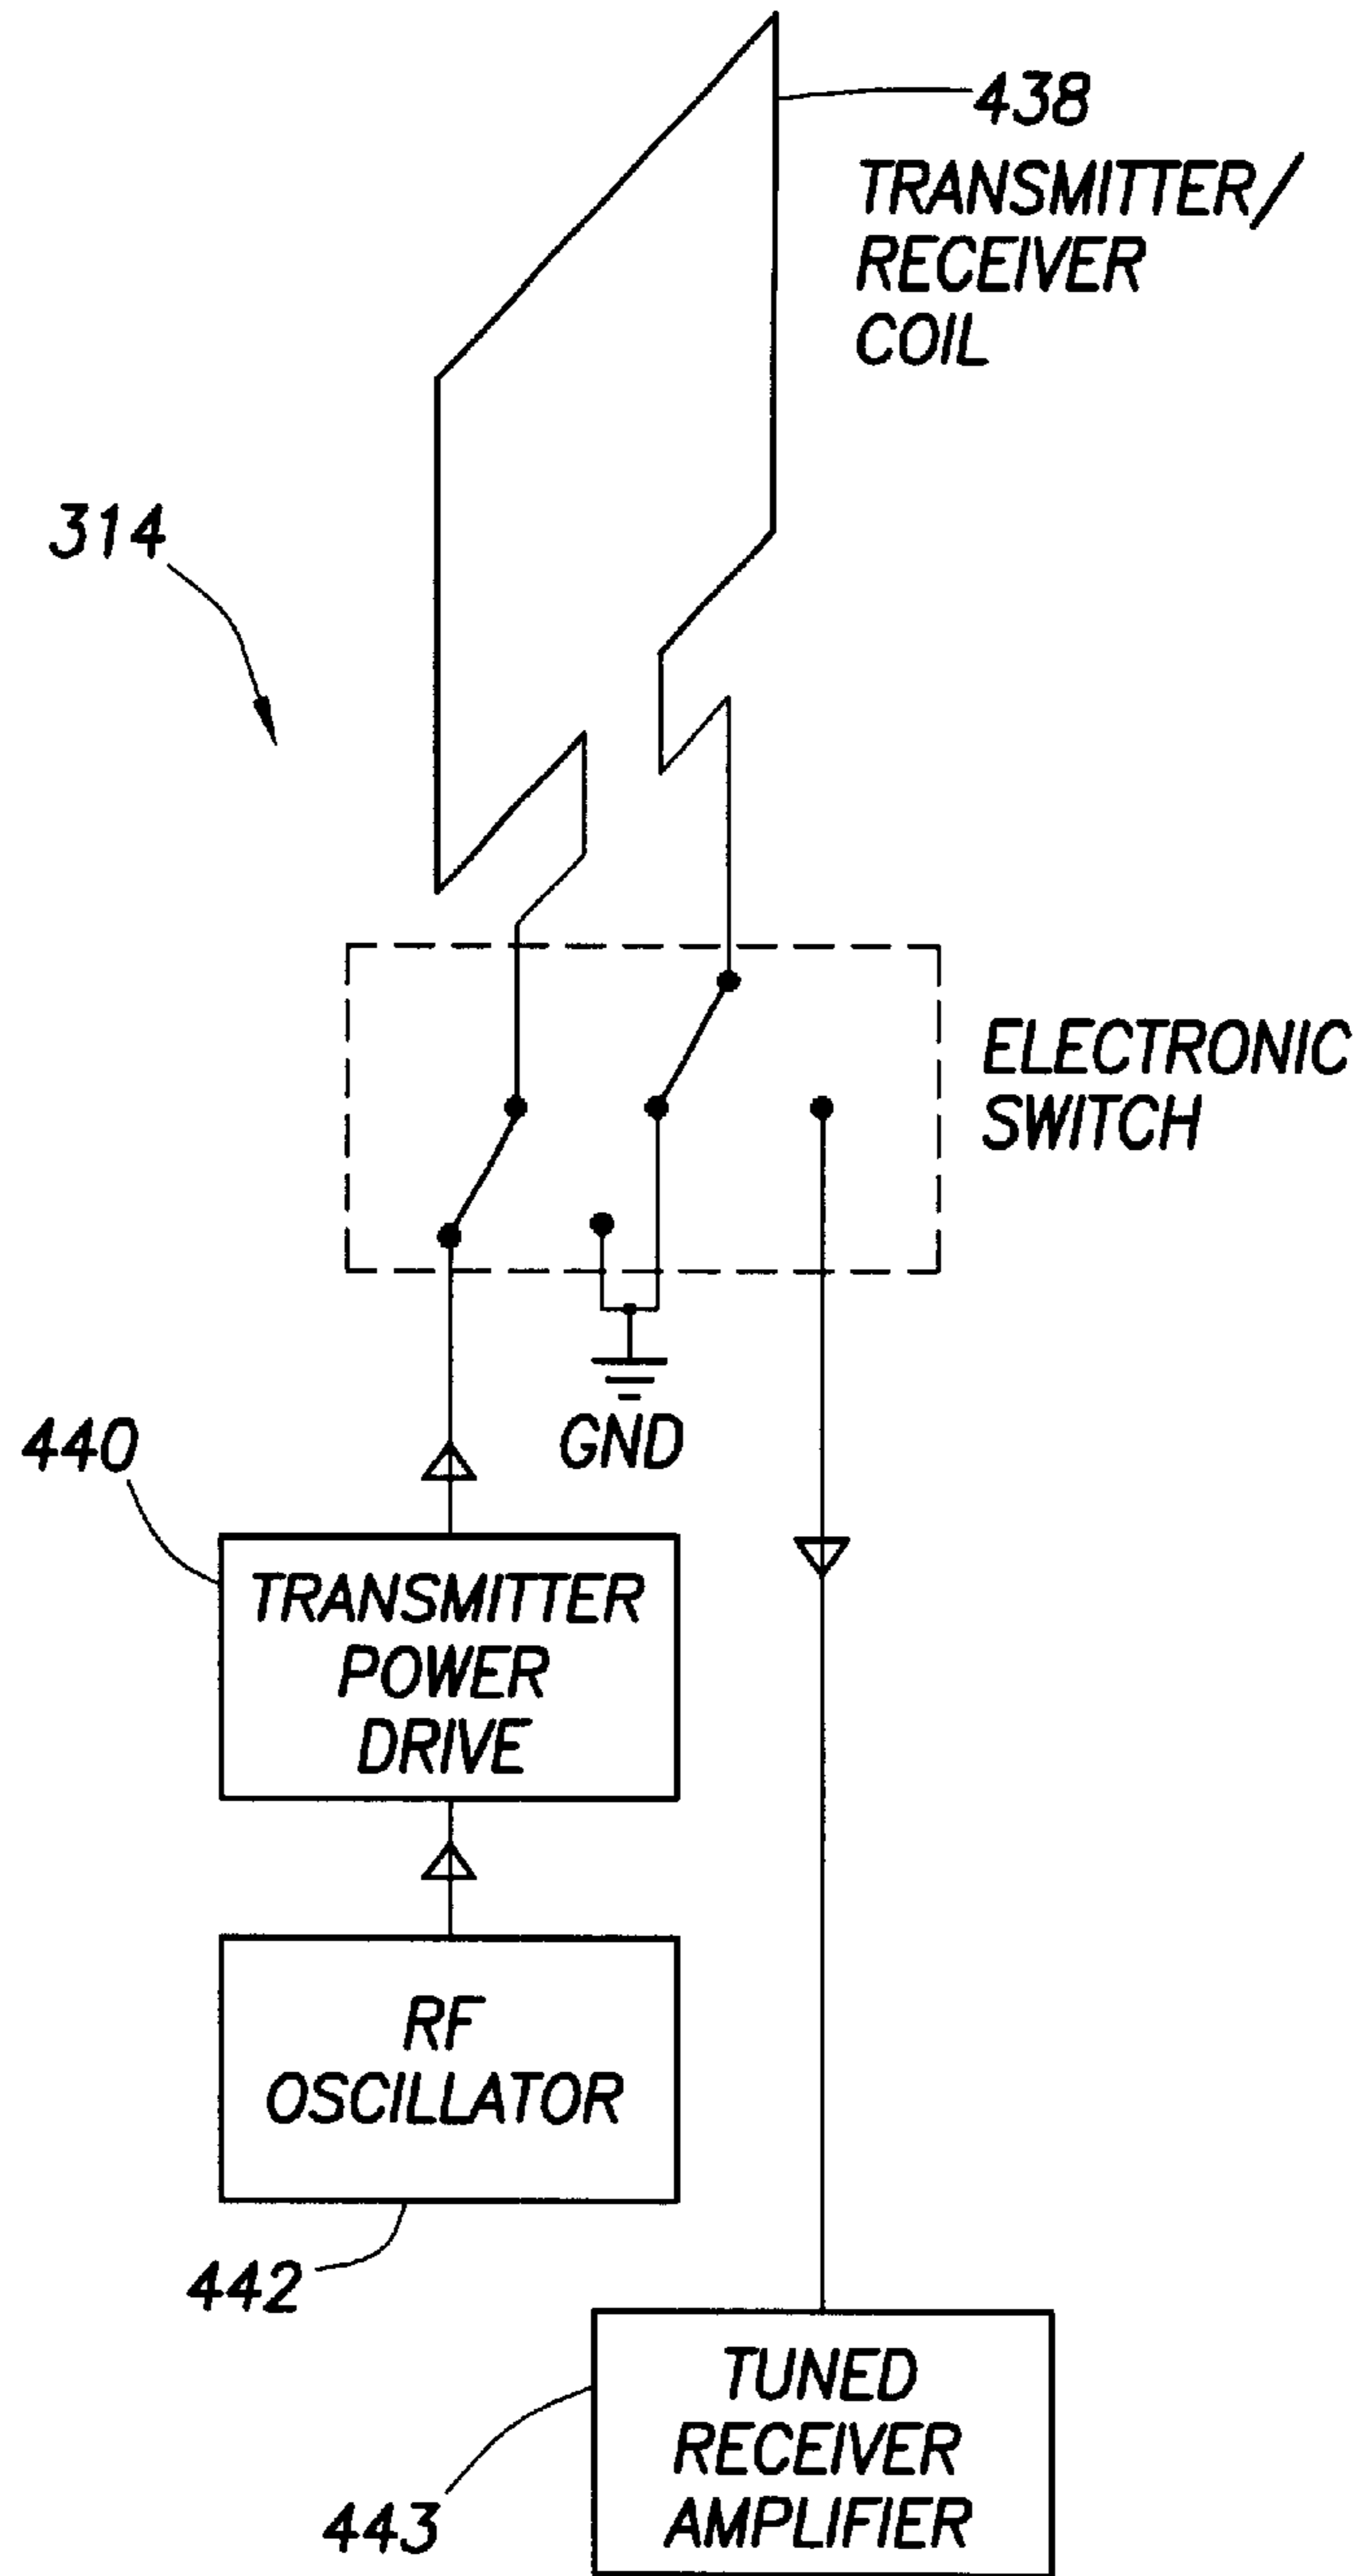 438
TRANSMITTER/
RECEIVER
COIL
314
ELECTRONIC
SWITCH
GND
440
TRANSMITTER
POWER
DRIVE
RF
OSCILLATOR
442
TUNED
RECEIVER
AMPLIFIER
443